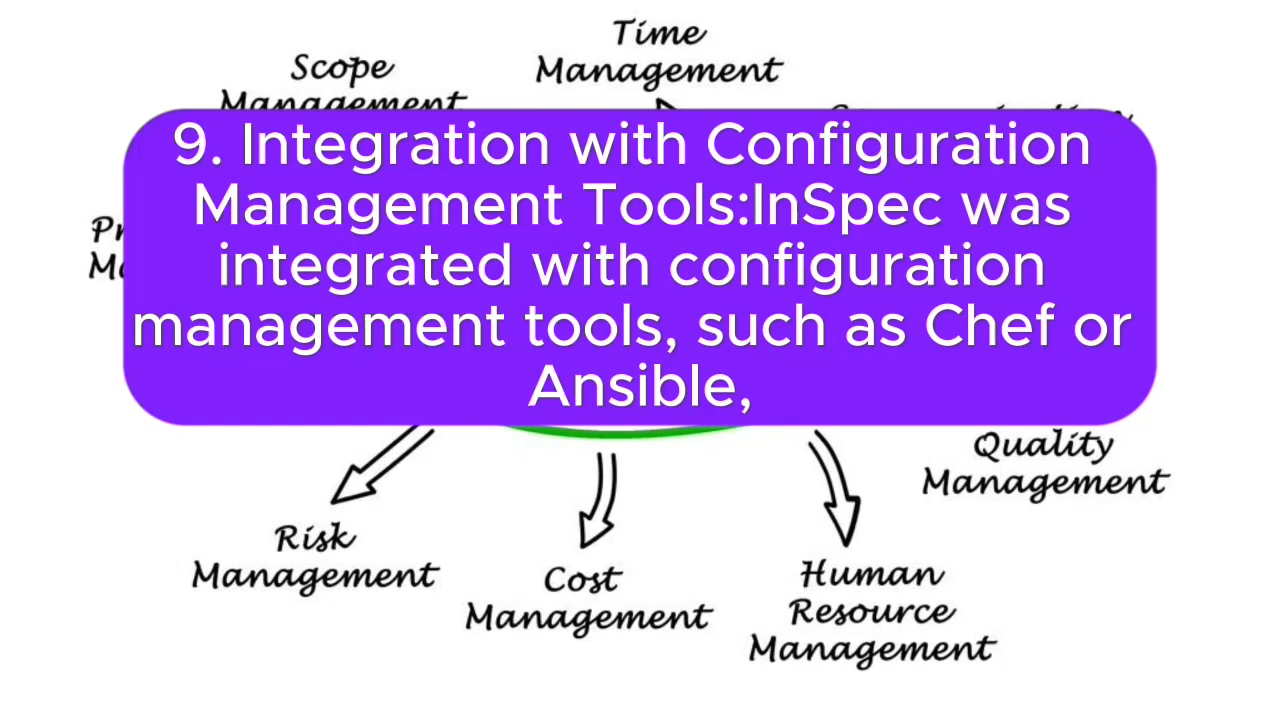 Time
Management
Scope
Management
9. Integration with Configuration
Management Tools:InSpec was
integrated with configuration
management tools, such as Chef or
Ansible,
Quality
Management
Risk
Management
Cost
Management
Human
Resource
Management